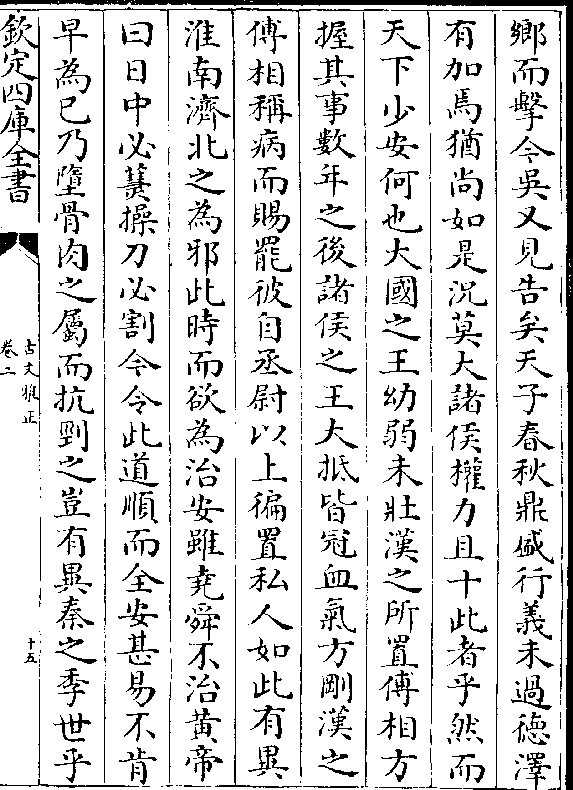 鄉而擊今吳又見告矣天子春秋鼎盛行義未過徳澤
有加焉猶尚如是況莫大諸侯權力且十此者乎然而
天下少安何也大國之王幼弱未壯漢之所置傅相方
握其事數年之後諸侯之王大抵皆冠血氣方剛漢之
傅相稱病而賜罷彼自丞尉以上徧置私人如此有異
淮南濟北之為邪此時而欲為治安雖堯舜不治黃帝
曰日中必熭操刀必割今令此道順而全安甚易不肯
早為已乃墮骨肉之屬而抗剄之豈有異秦之季世乎
欽定四庫全書
古文雅正
卷二
十五